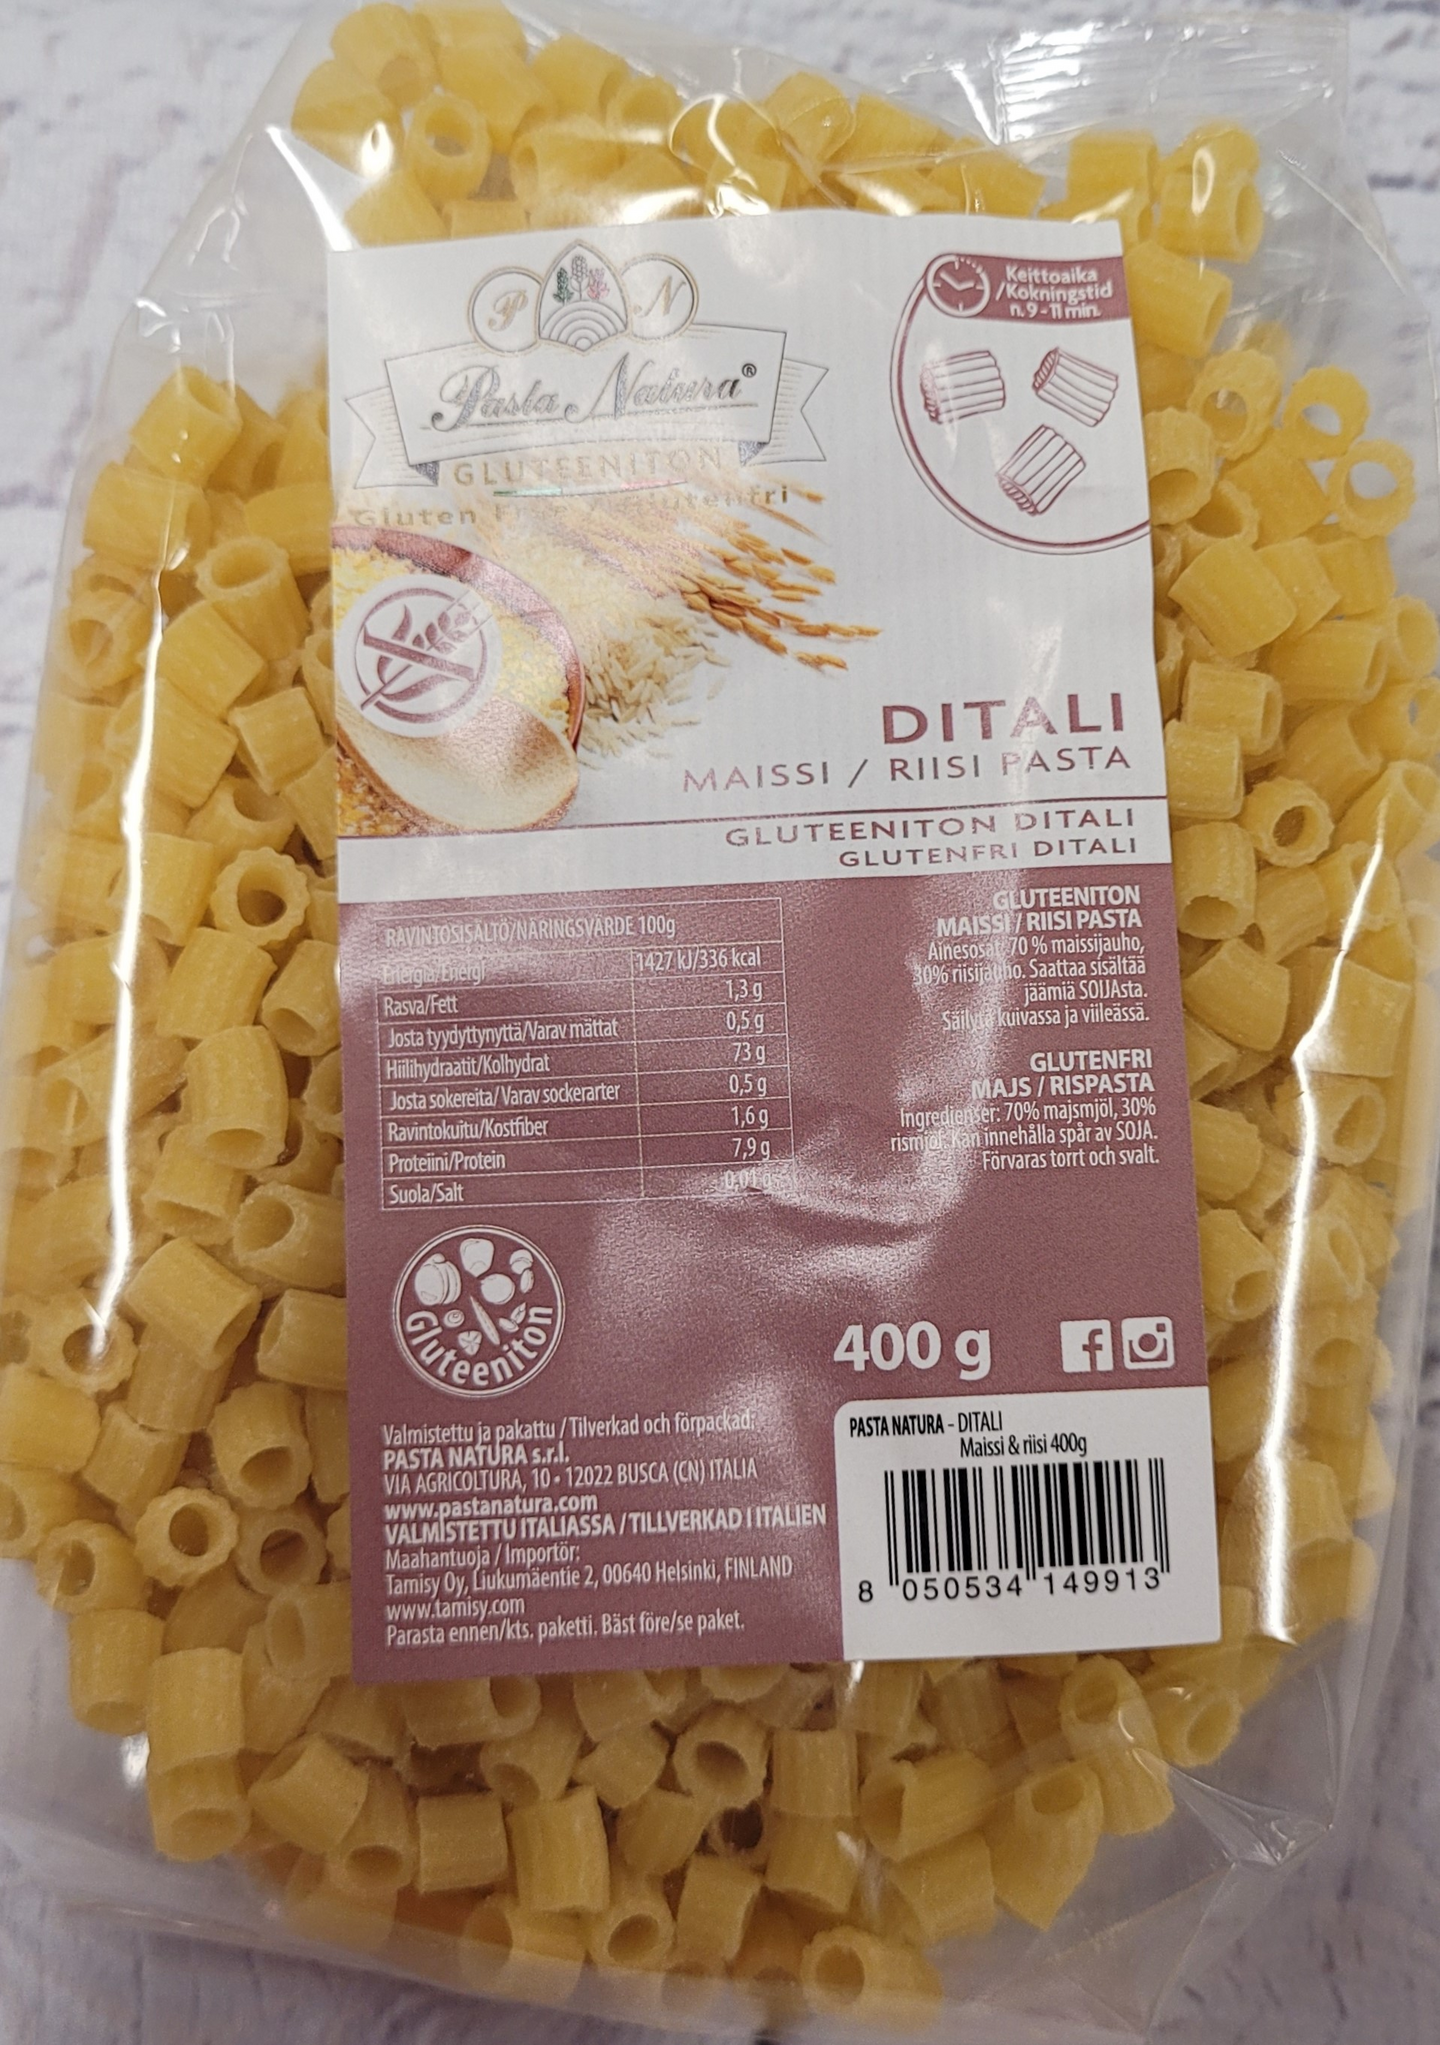 P N
Pasta Natura®
GLUTEENITON
Gluten Free / Glutenfri
Keittoaika
/Kokningstid
n. 9 - 11 min.
DITALI
MAISSI / RIISI PASTA
GLUTEENITON DITALI
GLUTENFRI DITALI
RAVINTOSISÄLTÖ/NÄRINGSVÄRDE 100g
Energia/Energi 1427 kJ/336 kcal
Rasva/Fett 1,3 g
Josta tyydyttynyttä/Varav mättat 0,5 g
Hiilihydraatit/Kolhydrat 73 g
Josta sokereita/ Varav sockerarter 0,5 g
Ravintokuitu/Kostfiber 1,6 g
Proteiini/Protein 7,9 g
Suola/Salt 0,01 g
GLUTEENITON
MAISSI / RIISI PASTA
Ainesosat: 70 % maissijauho,
30% riisijauho. Saattaa sisältää
jäämiä SOIJAsta.
Säilytä kuivassa ja viileässä.
GLUTENFRI
MAJS / RISPASTA
Ingredienser: 70% majsmjöl, 30%
rismjöl. Kan innehålla spår av SOJA.
Förvaras torrt och svalt.
Gluteeniton
400 g
Valmistettu ja pakattu / Tilverkad och förpackad:
PASTA NATURA s.r.l.
VIA AGRICOLTURA, 10 • 12022 BUSCA (CN) ITALIA
www.pastanatura.com
VALMISTETTU ITALIASSA / TILLVERKAD I ITALIEN
Maahantuoja / Importör:
Tamisy Oy, Liukumäentie 2, 00640 Helsinki, FINLAND
www.tamisy.com
Parasta ennen/kts. paketti. Bäst före/se paket.
PASTA NATURA - DITALI
Maissi & riisi 400g
8 050534 149913